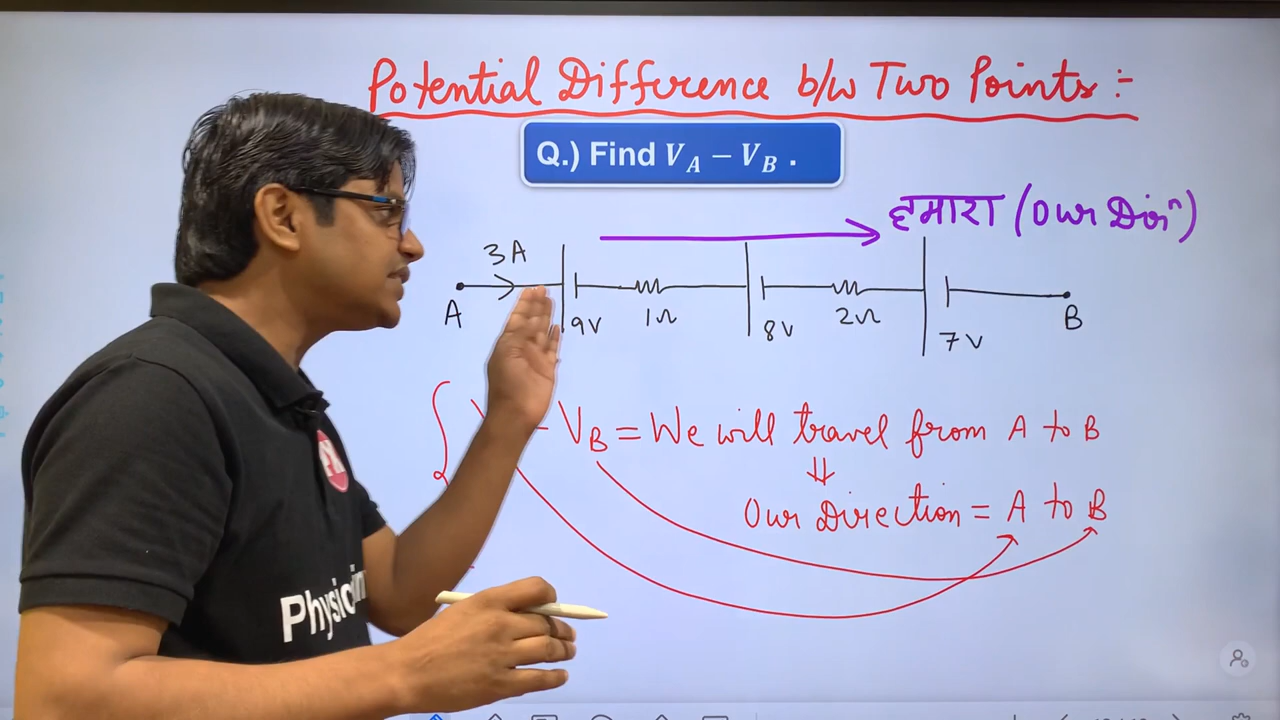 Potential Difference b/w Two Points :-
Q.) Find V_A − V_B .
हमारा (Our Dirⁿ)
3A
A
9V
1Ω
8V
2Ω
7V
B
- V_B = We will travel from A to B
⇓
Our Direction = A to B
PW